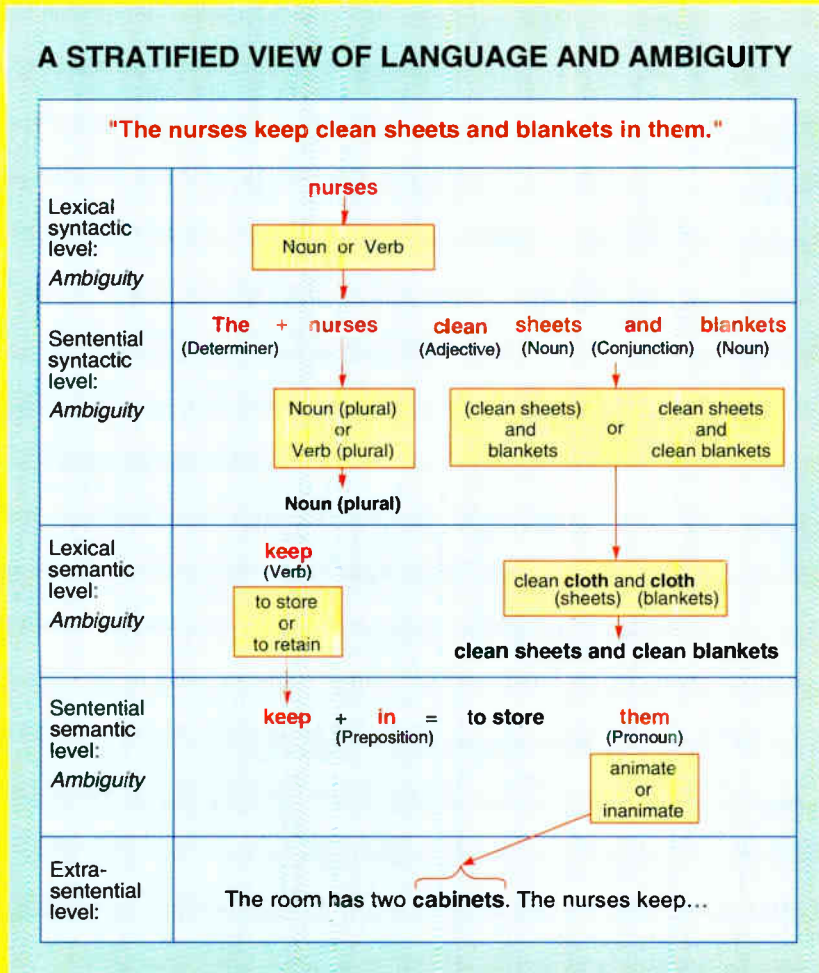 A STRATIFIED VIEW OF LANGUAGE AND AMBIGUITY
"The nurses keep clean sheets and blankets in them."
Lexical
syntactic
level:
Ambiguity
nurses
Noun or Verb
Sentential
syntactic
level:
Ambiguity
The + nurses
(Determiner)
Noun (plural)
or
Verb (plural)
Noun (plural)
clean sheets and blankets
(Adjective) (Noun) (Conjunction) (Noun)
(clean sheets)
and
blankets
or
clean sheets
and
clean blankets
Lexical
semantic
level:
Ambiguity
keep
(Verb)
to store
or
to retain
clean cloth and cloth
(sheets) (blankets)
clean sheets and clean blankets
Sentential
semantic
level:
Ambiguity
keep + in = to store
(Preposition)
them
(Pronoun)
animate
or
inanimate
Extra-
sentential
level:
The room has two cabinets. The nurses keep...